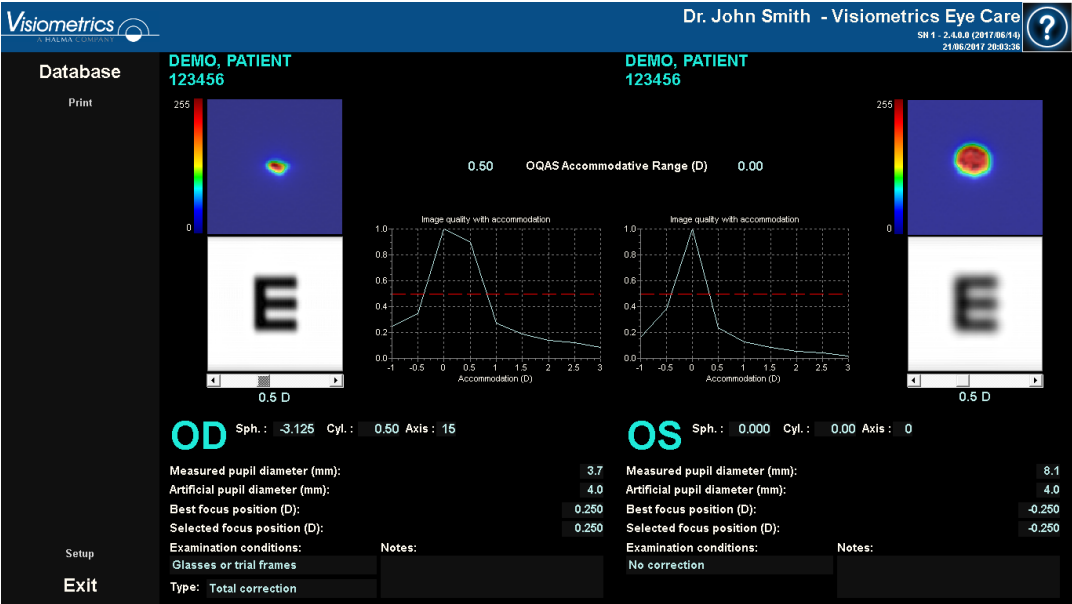 Visiometrics
A HALMA COMPANY
Dr. John Smith - Visiometrics Eye Care
SN 1 - 2.4.0.0 (2017/06/14)
21/06/2017 20:03:36
?
Database
Print
Setup
Exit
DEMO, PATIENT
123456
255
0
E
0.5 D
0.50 OQAS Accommodative Range (D) 0.00
Image quality with accommodation
1.0
0.8
0.6
0.4
0.2
0.0
-1 -0.5 0 0.5 1 1.5 2 2.5 3
Accommodation (D)
OD Sph. : -3.125 Cyl. : 0.50 Axis : 15
Measured pupil diameter (mm): 3.7
Artificial pupil diameter (mm): 4.0
Best focus position (D): 0.250
Selected focus position (D): 0.250
Examination conditions: Notes:
Glasses or trial frames
Type: Total correction
DEMO, PATIENT
123456
Image quality with accommodation
1.0
0.8
0.6
0.4
0.2
0.0
-1 -0.5 0 0.5 1 1.5 2 2.5 3
Accommodation (D)
255
0
E
0.5 D
OS Sph. : 0.000 Cyl. : 0.00 Axis : 0
Measured pupil diameter (mm): 8.1
Artificial pupil diameter (mm): 4.0
Best focus position (D): -0.250
Selected focus position (D): -0.250
Examination conditions: Notes:
No correction